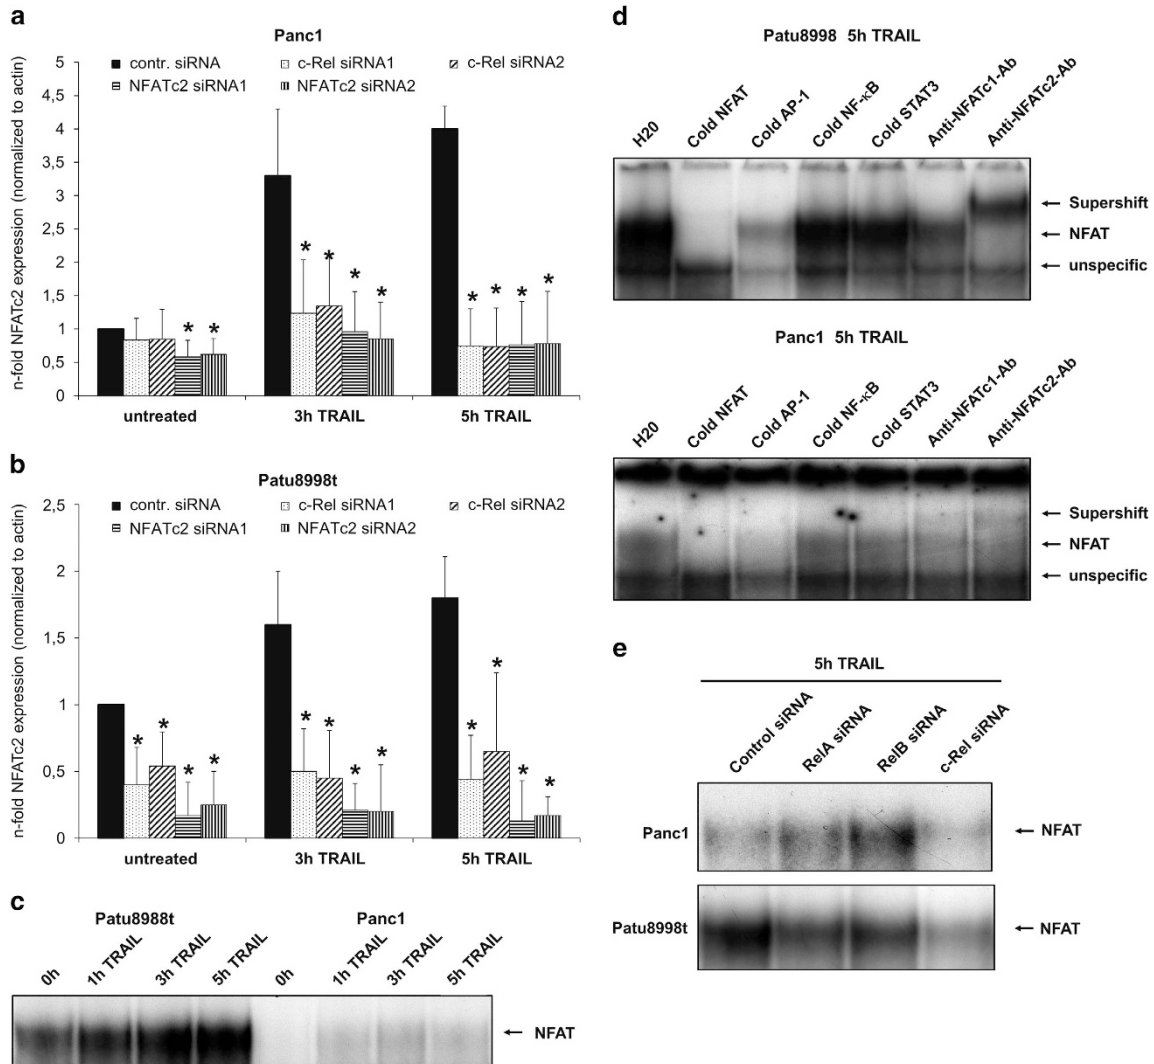 a
Panc1
n-fold NFATc2 expression (normalized to actin)
contr. siRNA
c-Rel siRNA1
c-Rel siRNA2
NFATc2 siRNA1
NFATc2 siRNA2
5
4,5
4
3,5
3
2,5
2
1,5
1
0,5
0
* * * * * * * * * *
untreated
3h TRAIL
5h TRAIL
b
Patu8998t
n-fold NFATc2 expression (normalized to actin)
contr. siRNA
c-Rel siRNA1
c-Rel siRNA2
NFATc2 siRNA1
NFATc2 siRNA2
2,5
2
1,5
1
0,5
0
* * * * * * * * * * * *
untreated
3h TRAIL
5h TRAIL
c
Patu8988t
Panc1
0h
1h TRAIL
3h TRAIL
5h TRAIL
0h
1h TRAIL
3h TRAIL
5h TRAIL
← NFAT
d
Patu8998 5h TRAIL
H20
Cold NFAT
Cold AP-1
Cold NF-κB
Cold STAT3
Anti-NFATc1-Ab
Anti-NFATc2-Ab
← Supershift
← NFAT
← unspecific
Panc1 5h TRAIL
H20
Cold NFAT
Cold AP-1
Cold NF-κB
Cold STAT3
Anti-NFATc1-Ab
Anti-NFATc2-Ab
← Supershift
← NFAT
← unspecific
e
5h TRAIL
Control siRNA
RelA siRNA
RelB siRNA
c-Rel siRNA
Panc1
← NFAT
Patu8998t
← NFAT